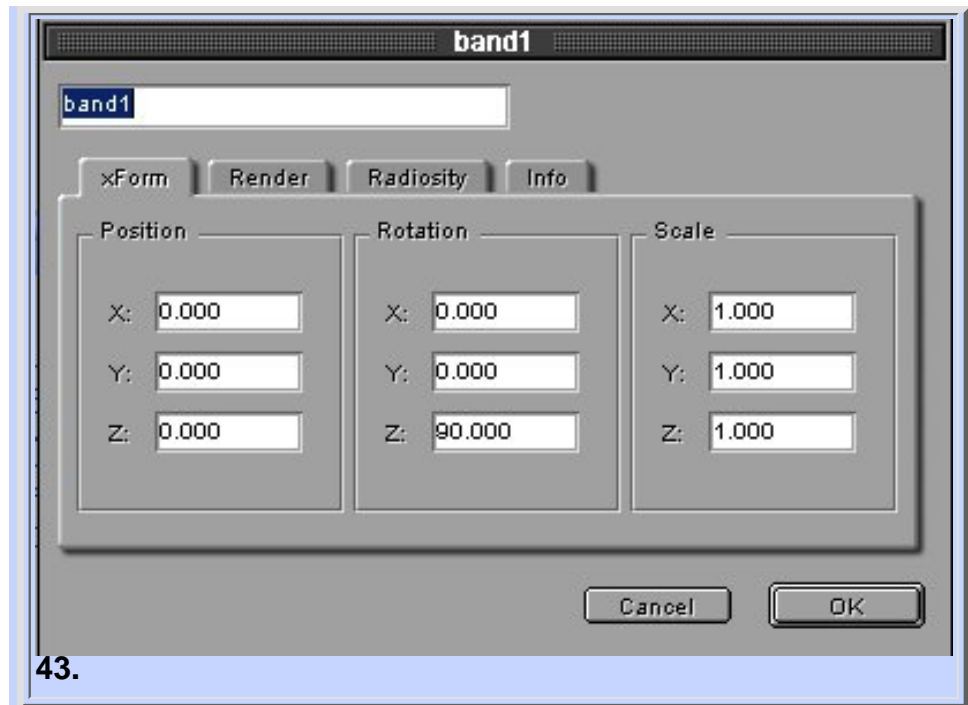 band1
band1
xForm Render Radiosity Info
Position Rotation Scale
X: 0.000 X: 0.000 X: 1.000
Y: 0.000 Y: 0.000 Y: 1.000
Z: 0.000 Z: 90.000 Z: 1.000
Cancel OK
43.